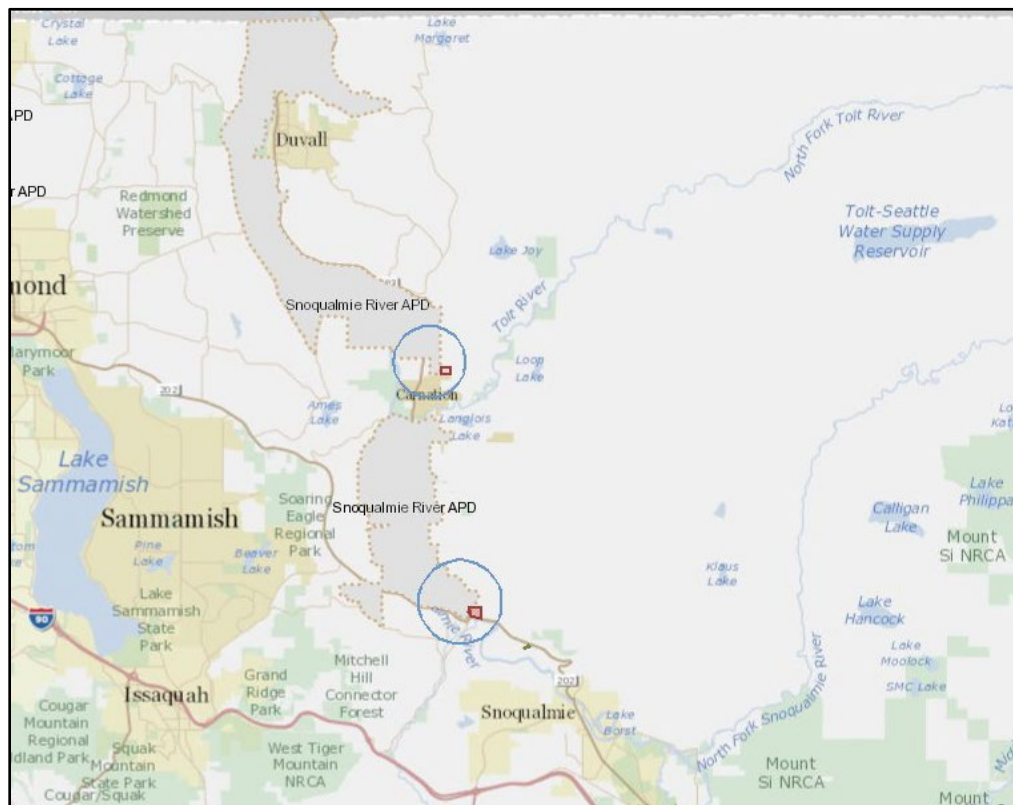 Crystal
Lake
Lake
Margaret
Cottage
Lake
APD
Duvall
North Fork Tolt River
r APD
Redmond
Watershed
Preserve
Tolt-Seattle
Water Supply
Reservoir
Lake Joy
mond
Snoqualmie River APD
Tolt River
Marymoor
Park
Loop
Lake
202
Carnation
Ames
Lake
Langlois
Lake
Lake
Sammamish
Soaring
Eagle
Regional
Park
Snoqualmie River APD
Sammamish
Lake
Philippa
Calligan
Lake
Mount
Si NRCA
Pine
Lake
Beaver
Lake
Klaus
Lake
Lake
Sammamish
State
Park
Lake
Hancock
90
mie River
Lake
Moolock
SMC Lake
Mitchell
Hill
Connector
Forest
Grand
Ridge
Park
Issaquah
202
Snoqualmie
Lake
Borst
North Fork Snoqualmie River
Cougar
Mountain
Regional
dland Park
Squak
Mountain
State Park
West Tiger
Mountain
NRCA
Mount
Si NRCA
Cougar/Squak
Mount